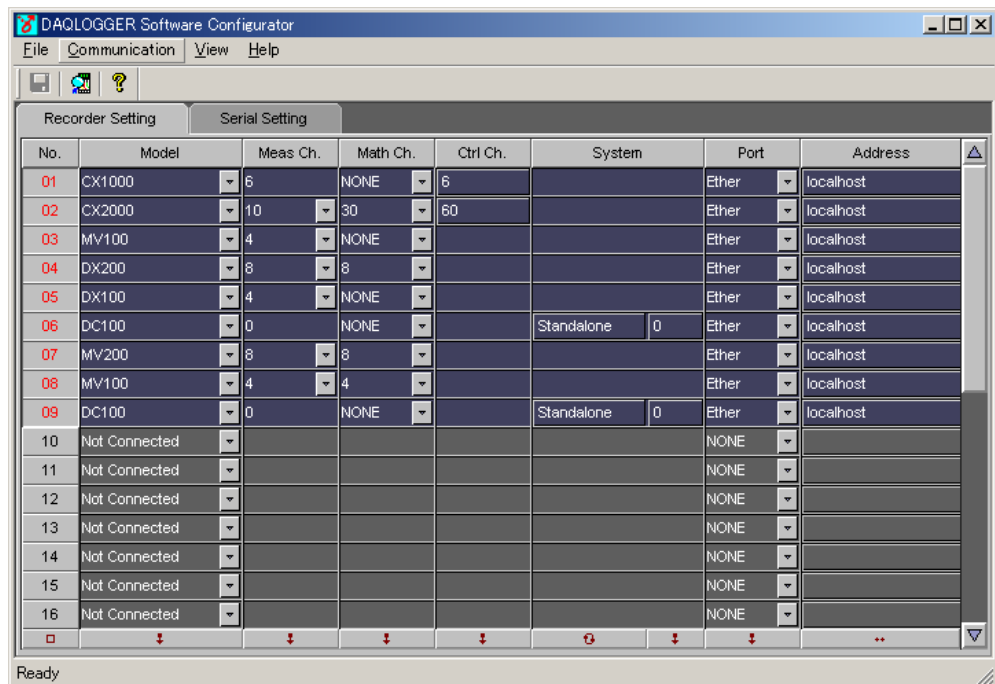 DAQLOGGER Software Configurator
File Communication View Help
Recorder Setting Serial Setting
No. Model Meas Ch. Math Ch. Ctrl Ch. System Port Address
01 CX1000 6 NONE 6 Ether localhost
02 CX2000 10 30 60 Ether localhost
03 MV100 4 NONE Ether localhost
04 DX200 8 8 Ether localhost
05 DX100 4 NONE Ether localhost
06 DC100 0 NONE Standalone 0 Ether localhost
07 MV200 8 8 Ether localhost
08 MV100 4 4 Ether localhost
09 DC100 0 NONE Standalone 0 Ether localhost
10 Not Connected NONE
11 Not Connected NONE
12 Not Connected NONE
13 Not Connected NONE
14 Not Connected NONE
15 Not Connected NONE
16 Not Connected NONE
Ready